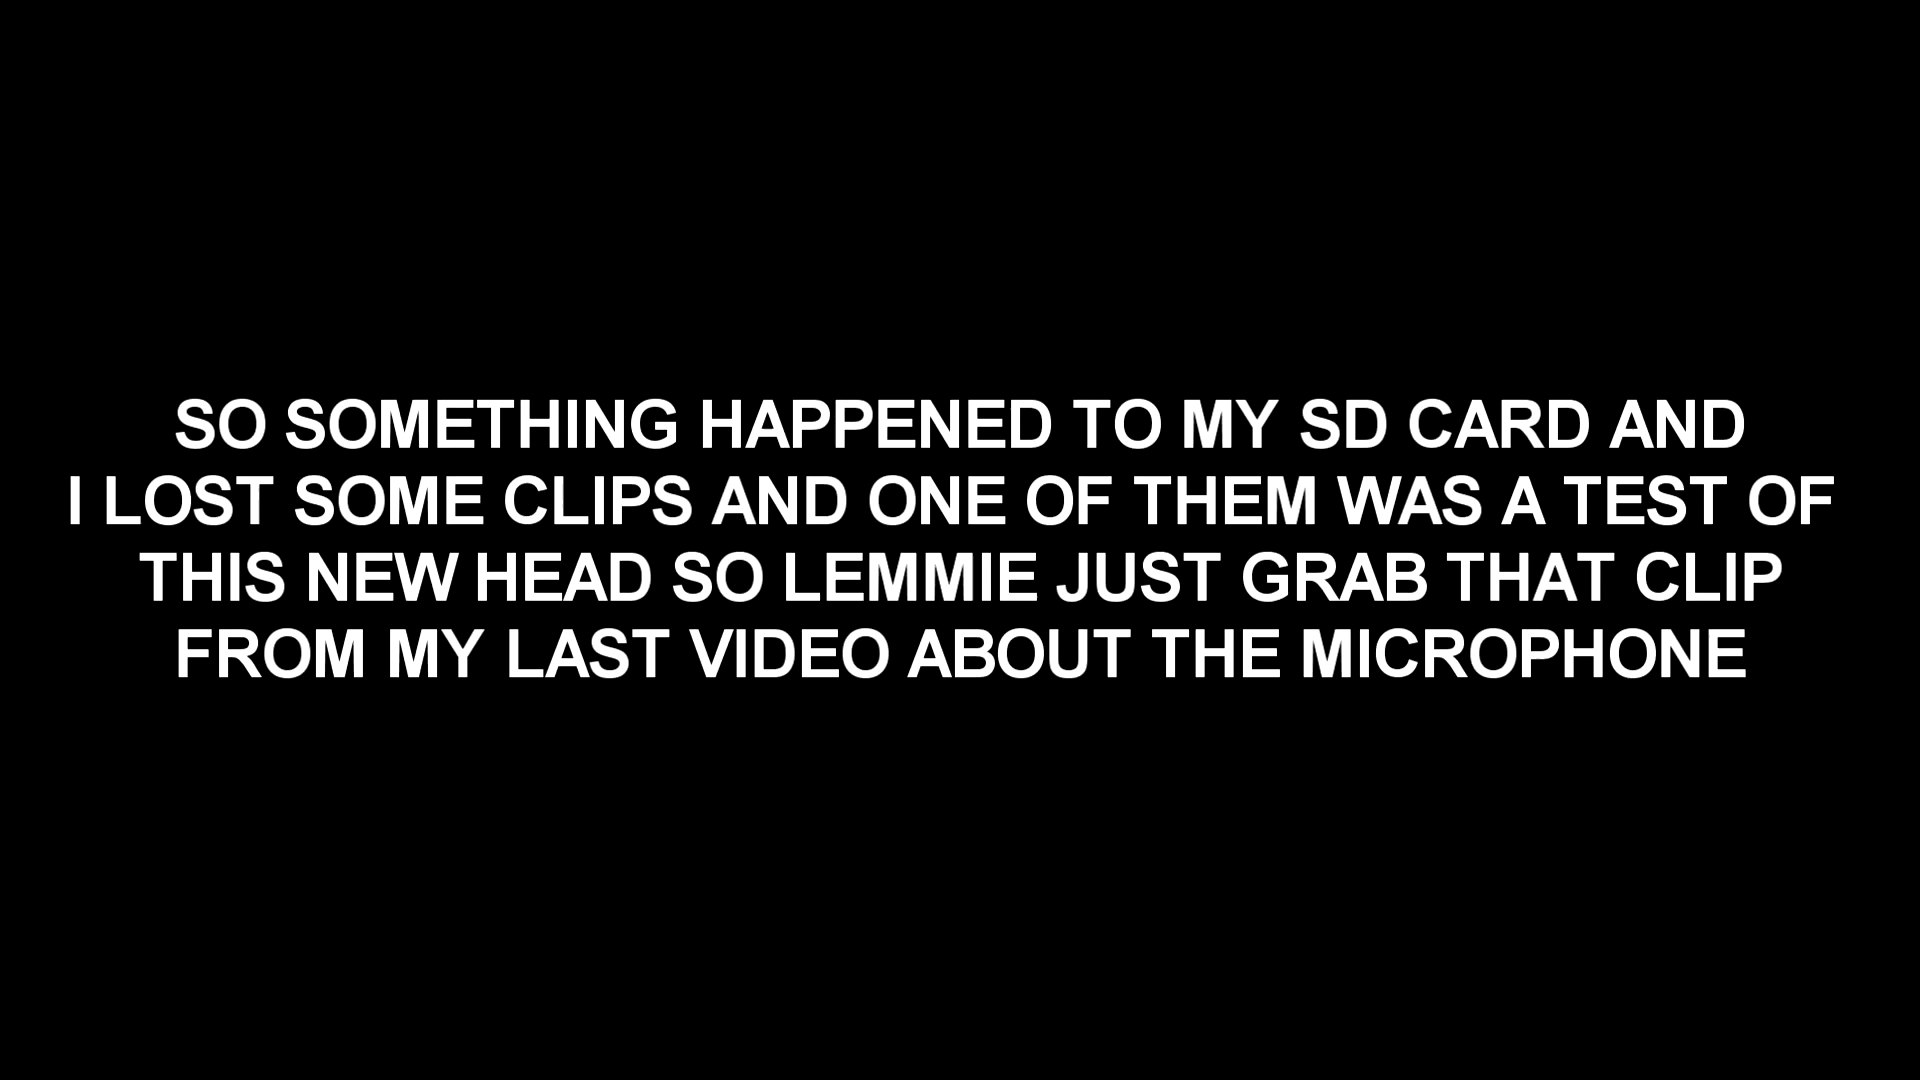 SO SOMETHING HAPPENED TO MY SD CARD AND
I LOST SOME CLIPS AND ONE OF THEM WAS A TEST OF
THIS NEW HEAD SO LEMMIE JUST GRAB THAT CLIP
FROM MY LAST VIDEO ABOUT THE MICROPHONE